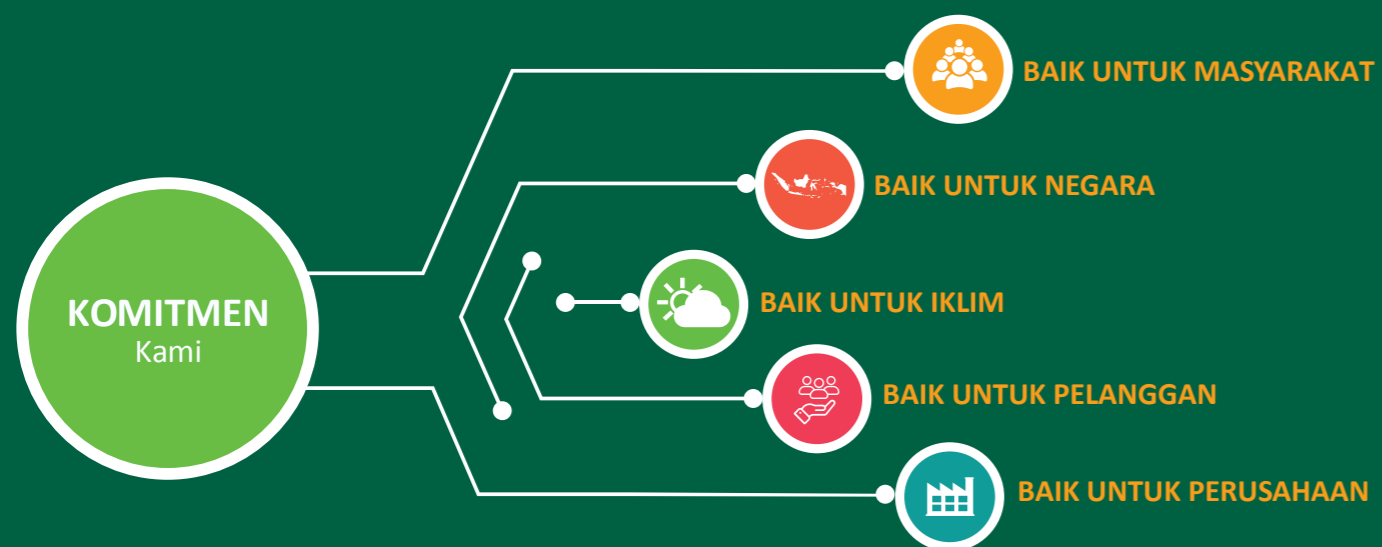 KOMITMEN
Kami
BAIK UNTUK MASYARAKAT
BAIK UNTUK NEGARA
BAIK UNTUK IKLIM
BAIK UNTUK PELANGGAN
BAIK UNTUK PERUSAHAAN